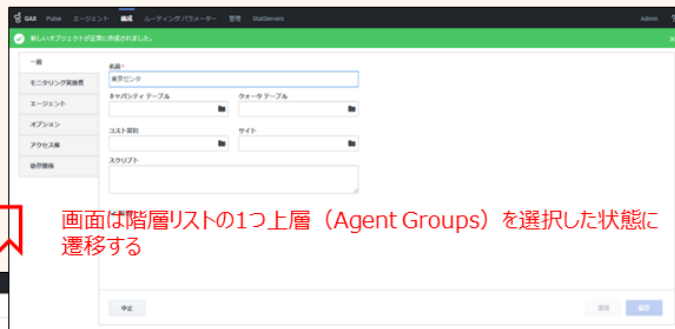 GAX Pulse エージェント 構成 ルーティング パラメーター 管理 StatServers Admin ?
新しいオブジェクトが正常に作成されました。 ×
一般
モニタリング実施者
エージェント
オプション
アクセス権
依存関係
名前*
東京センタ
キャパシティ テーブル クォータ テーブル
コスト契約 サイト
スクリプト
画面は階層リストの1つ上層（Agent Groups）を選択した状態に
遷移する
中止 適用 保存